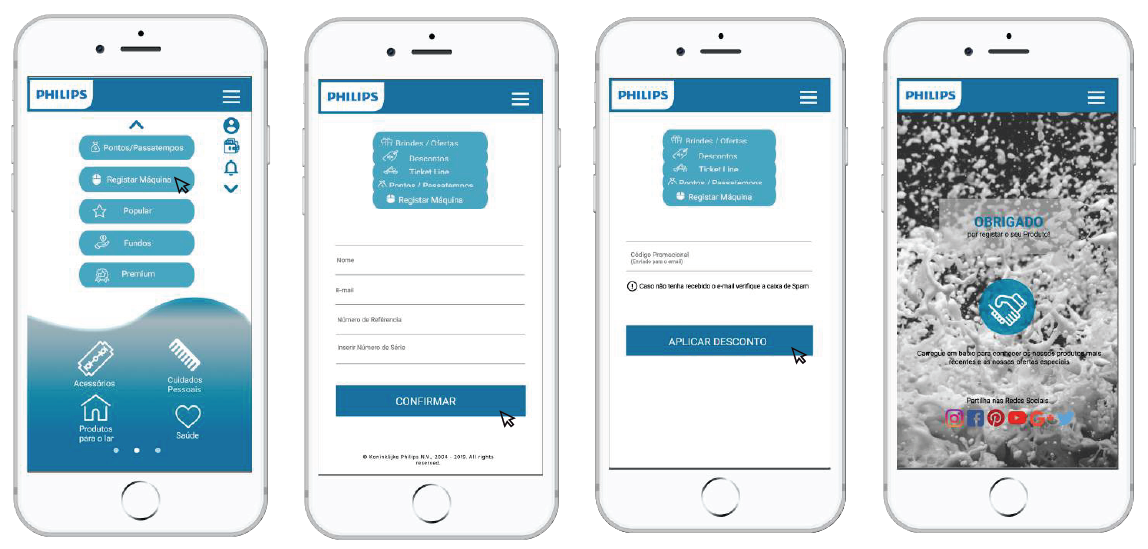 PHILIPS
Pontos/Passatempos
Registar Máquina
Popular
Fundos
Premium
Acessórios
Cuidados
Pessoais
Produtos
para o lar
Saúde
PHILIPS
Brindes / Ofertas
Descontos
Ticket Line
Pontos / Passatempos
Registar Máquina
Nome
E-mail
Número de Refêrencia
Inserir Número de Série
CONFIRMAR
© Koninklijke Philips N.V., 2004 - 2019. All rights
reserved.
PHILIPS
Brindes / Ofertas
Descontos
Ticket Line
Pontos / Passatempos
Registar Máquina
Código Promocional
(Enviado para o email)
Caso não tenha recebido o e-mail verifique a caixa de Spam
APLICAR DESCONTO
PHILIPS
OBRIGADO
por registar o seu Produto!
Carregue em baixo para conhecer os nossos produtos mais
recentes e as nossas ofertas especiais.
Partilha nas Redes Sociais